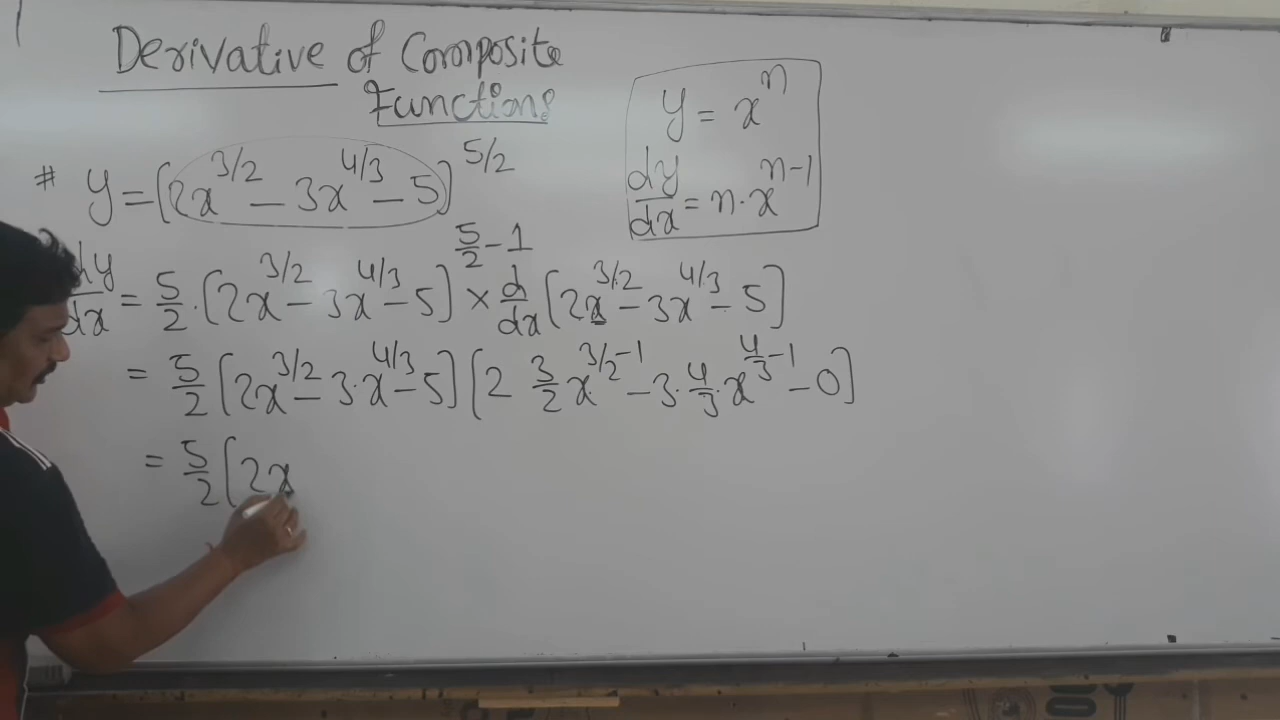 Derivative of Composite
Functions
y = x^n
dy/dx = n·x^(n-1)
# y = [2x^(3/2) - 3x^(4/3) - 5]^(5/2)
dy/dx = 5/2·[2x^(3/2) - 3x^(4/3) - 5]^(5/2 - 1) × d/dx [2x^(3/2) - 3x^(4/3) - 5]
= 5/2 [2x^(3/2) - 3·x^(4/3) - 5] [2 3/2 x^(3/2 - 1) - 3·4/3·x^(4/3 - 1) - 0]
= 5/2 [2x